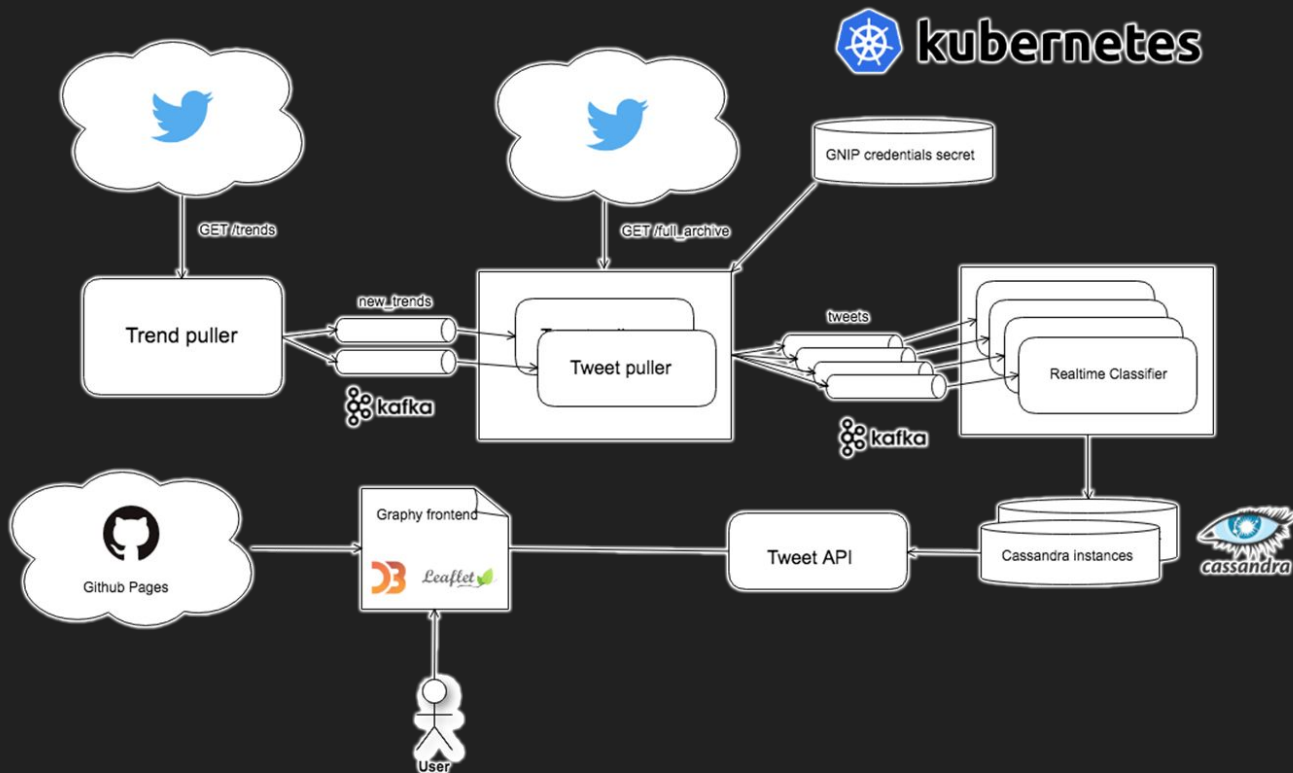 kubernetes
GNIP credentials secret
GET /trends
GET /full_archive
new_trends
tweets
Trend puller
Tweet puller
Realtime Classifier
kafka
kafka
Graphy frontend
D3
Leaflet
Github Pages
Tweet API
Cassandra instances
cassandra
User